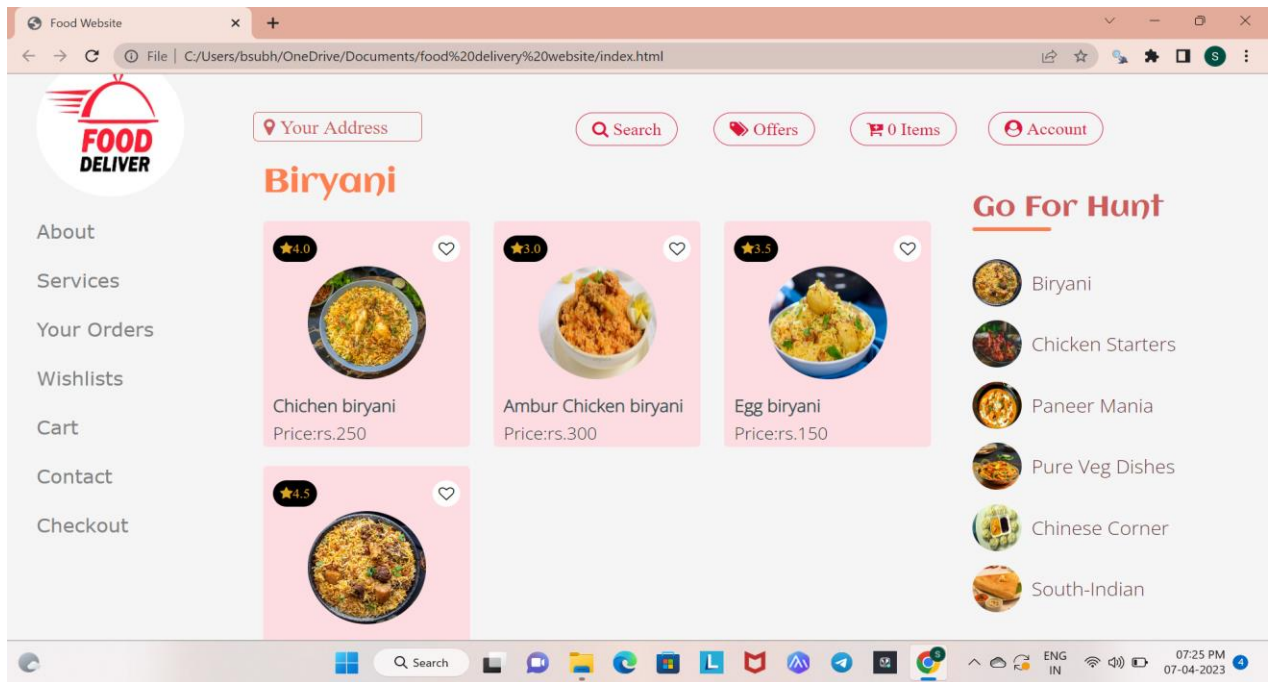 Food Website
File | C:/Users/bsubh/OneDrive/Documents/food%20delivery%20website/index.html
S
FOOD
DELIVER
Your Address
Search
Offers
0 Items
Account
Biryani
Go For Hunt
About
Services
Your Orders
Wishlists
Cart
Contact
Checkout
4.0
3.0
3.5
Chichen biryani
Price:rs.250
Ambur Chicken biryani
Price:rs.300
Egg biryani
Price:rs.150
4.5
Biryani
Chicken Starters
Paneer Mania
Pure Veg Dishes
Chinese Corner
South-Indian
Search
L
S
ENG
IN
07:25 PM
07-04-2023
4